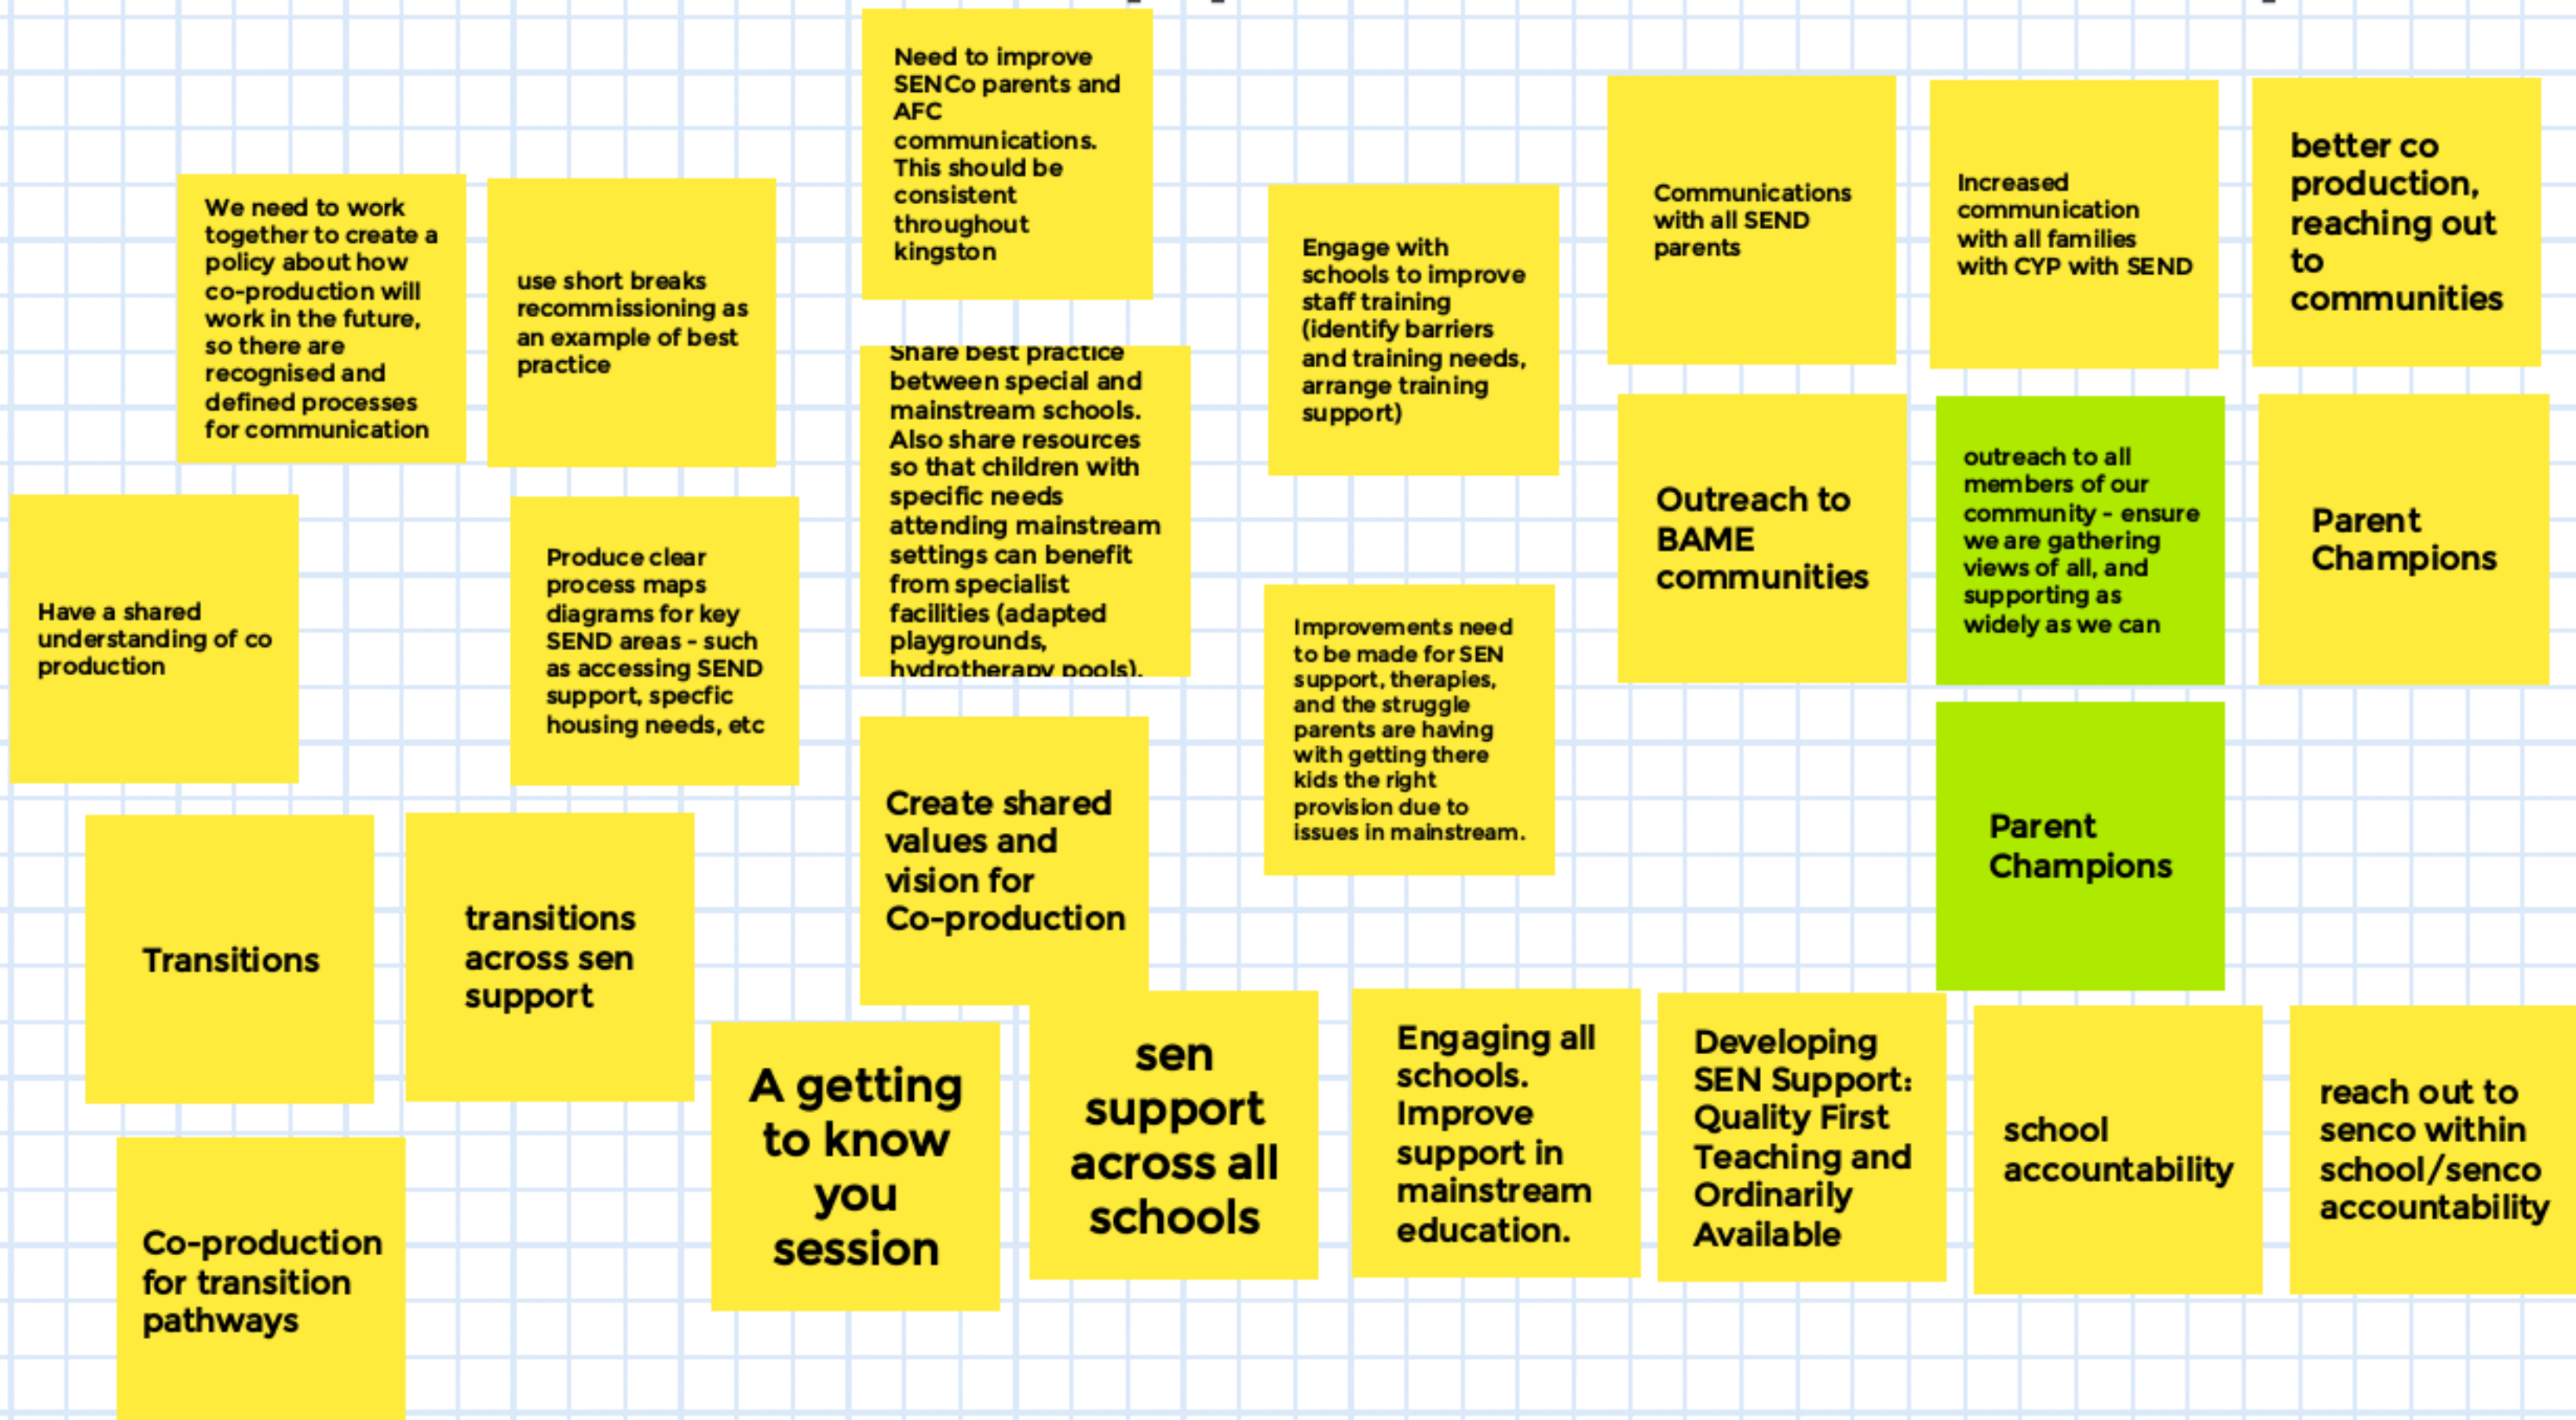 Need to improve
SENCo parents and
AFC
communications.
This should be
consistent
throughout
kingston
Communications
with all SEND
parents
Increased
communication
with all families
with CYP with SEND
better co
production,
reaching out
to
communities
We need to work
together to create a
policy about how
co-production will
work in the future,
so there are
recognised and
defined processes
for communication
use short breaks
recommissioning as
an example of best
practice
Engage with
schools to improve
staff training
(identify barriers
and training needs,
arrange training
support)
Share best practice
between special and
mainstream schools.
Also share resources
so that children with
specific needs
attending mainstream
settings can benefit
from specialist
facilities (adapted
playgrounds,
hydrotherapy pools).
Outreach to
BAME
communities
outreach to all
members of our
community - ensure
we are gathering
views of all, and
supporting as
widely as we can
Parent
Champions
Have a shared
understanding of co
production
Produce clear
process maps
diagrams for key
SEND areas - such
as accessing SEND
support, specfic
housing needs, etc
Improvements need
to be made for SEN
support, therapies,
and the struggle
parents are having
with getting there
kids the right
provision due to
issues in mainstream.
Create shared
values and
vision for
Co-production
Parent
Champions
Transitions
transitions
across sen
support
A getting
to know
you
session
sen
support
across all
schools
Engaging all
schools.
Improve
support in
mainstream
education.
Developing
SEN Support:
Quality First
Teaching and
Ordinarily
Available
school
accountability
reach out to
senco within
school/senco
accountability
Co-production
for transition
pathways